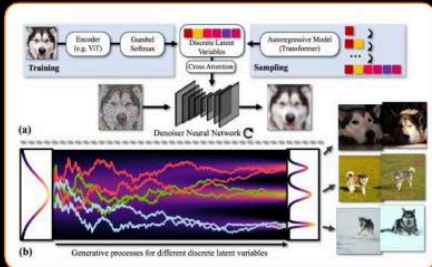 Encoder
(e.g. ViT)
Gumbel
Softmax
Discrete Latent
Variables
Autoregressive Model
(Transformer)
...
Training
Cross Attention
Sampling
Denoiser Neural Network
(a)
(b)
Generative processes for different discrete latent variables